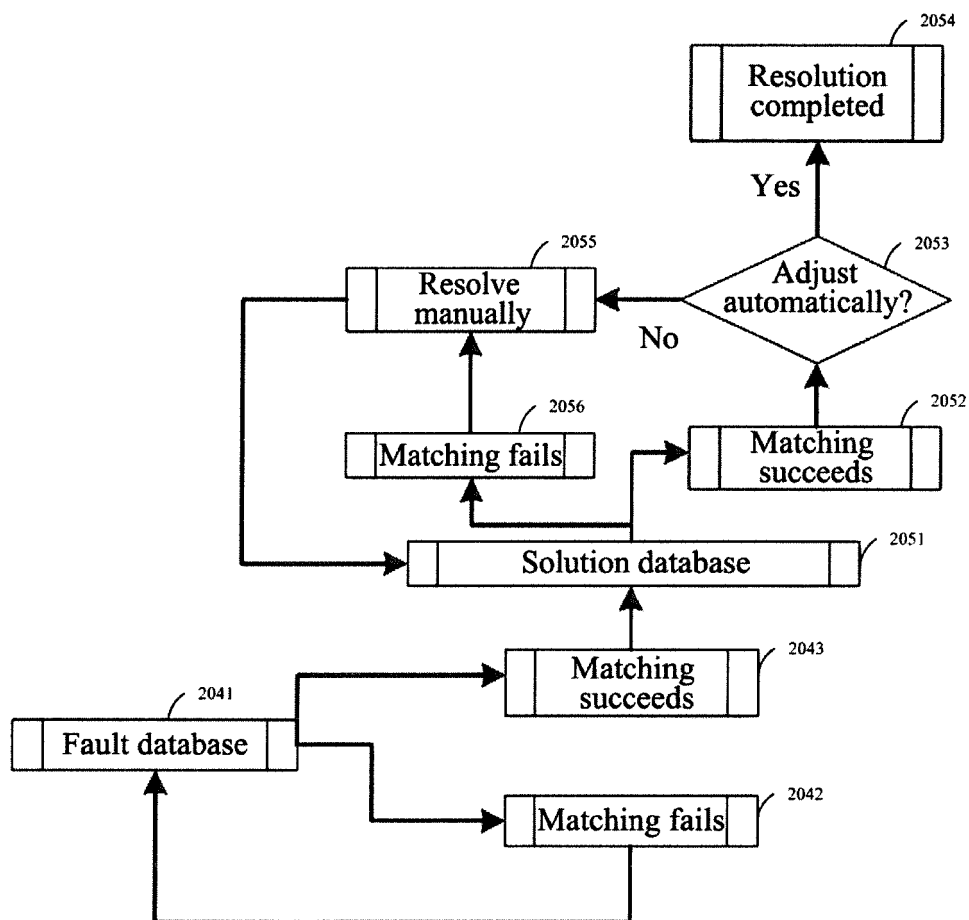 2054
Resolution
completed
Yes
2053
Adjust
automatically?
2055
Resolve
manually
No
2056
Matching fails
2052
Matching
succeeds
2051
Solution database
2043
Matching
succeeds
2041
Fault database
2042
Matching fails